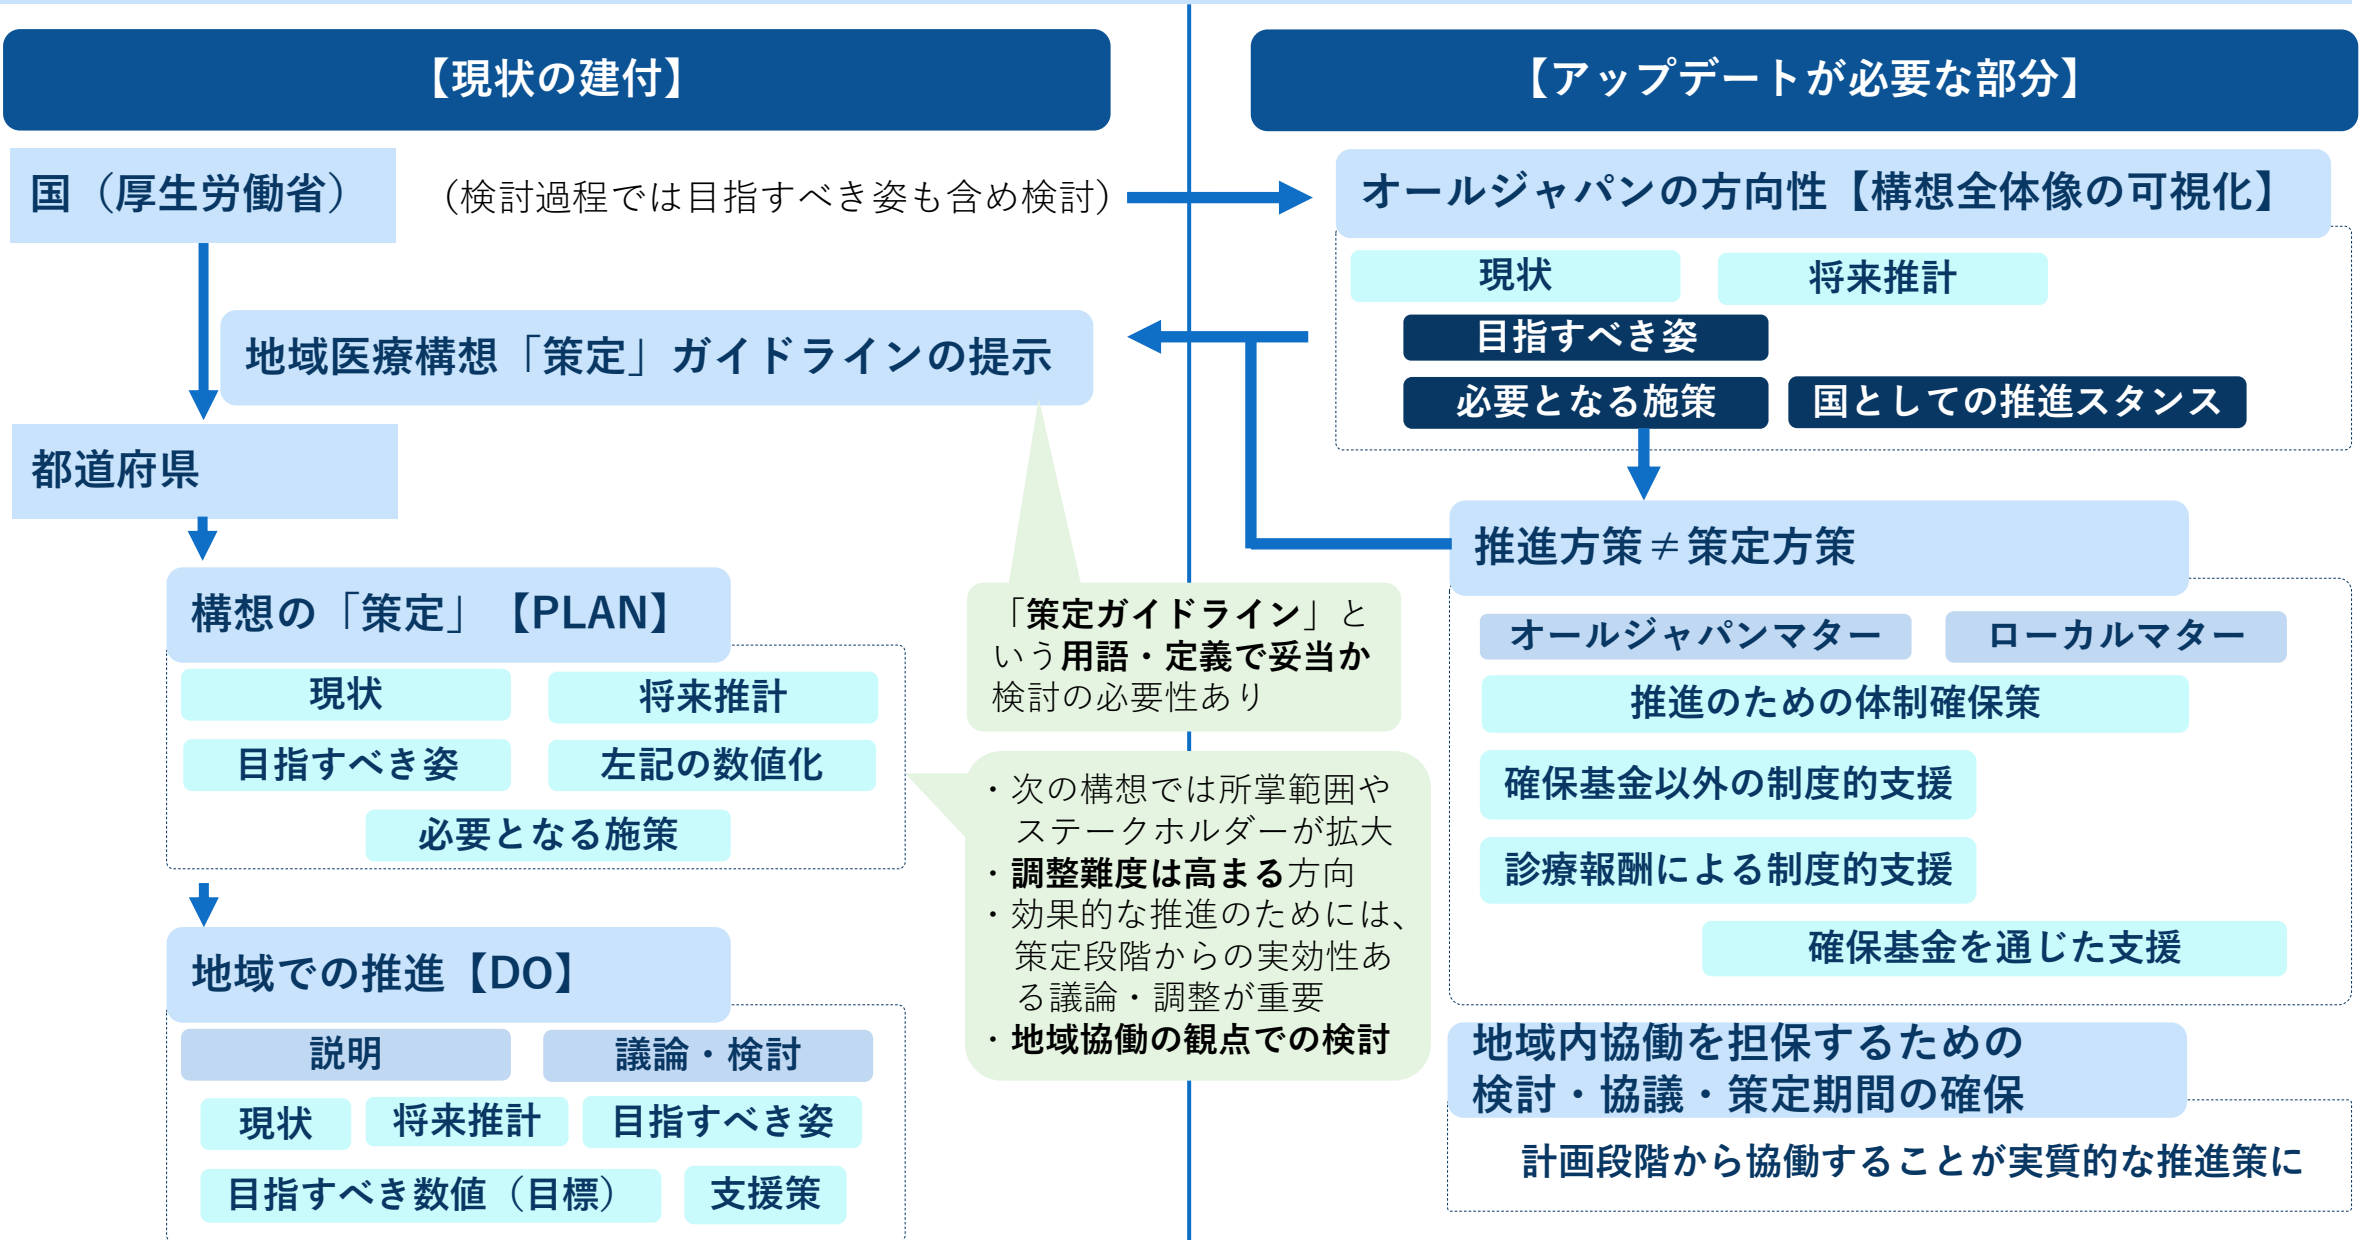 【現状の建付】
国（厚生労働省）
（検討過程では目指すべき姿も含め検討）
地域医療構想「策定」ガイドラインの提示
都道府県
構想の「策定」【PLAN】
現状
将来推計
目指すべき姿
左記の数値化
必要となる施策
地域での推進【DO】
説明
議論・検討
現状
将来推計
目指すべき姿
目指すべき数値（目標）
支援策
「策定ガイドライン」と
いう用語・定義で妥当か
検討の必要性あり
・次の構想では所掌範囲や
ステークホルダーが拡大
・調整難度は高まる方向
・効果的な推進のためには、
策定段階からの実効性あ
る議論・調整が重要
・地域協働の観点での検討
【アップデートが必要な部分】
オールジャパンの方向性【構想全体像の可視化】
現状
将来推計
目指すべき姿
必要となる施策
国としての推進スタンス
推進方策≠策定方策
オールジャパンマター
ローカルマター
推進のための体制確保策
確保基金以外の制度的支援
診療報酬による制度的支援
確保基金を通じた支援
地域内協働を担保するための
検討・協議・策定期間の確保
計画段階から協働することが実質的な推進策に